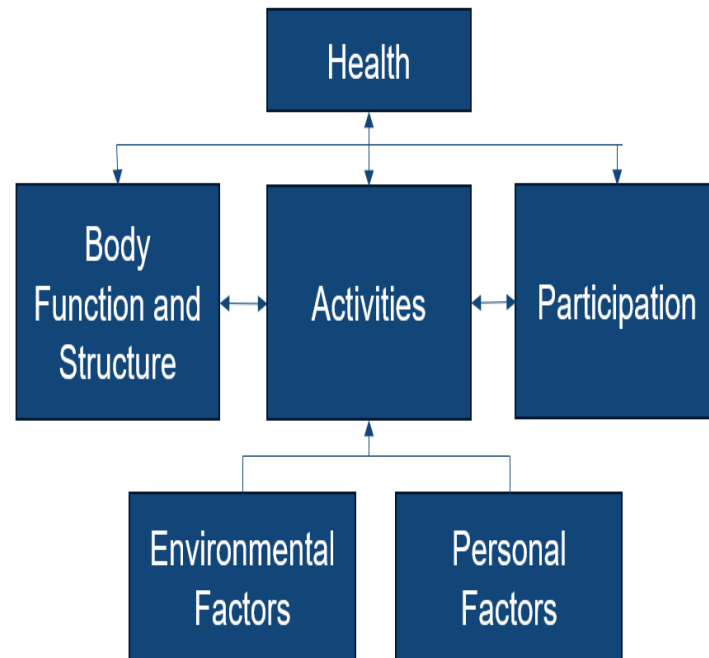 Health
Body
Function and
Structure
Activities
Participation
Environmental
Factors
Personal
Factors